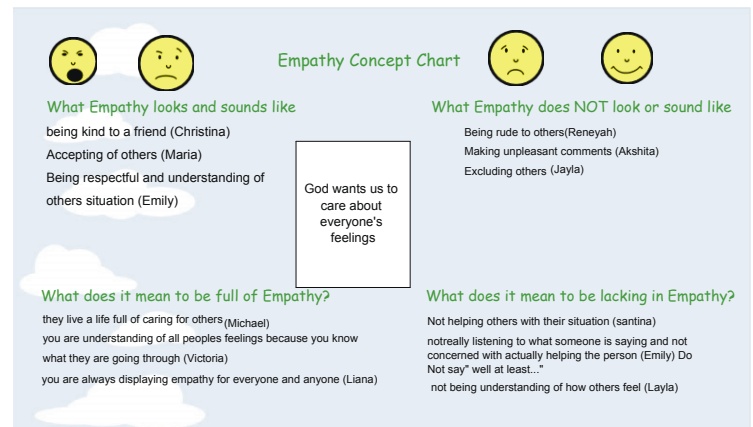 Empathy Concept Chart
What Empathy looks and sounds like
being kind to a friend (Christina)
Accepting of others (Maria)
Being respectful and understanding of
others situation (Emily)
What Empathy does NOT look or sound like
Being rude to others(Reneyah)
Making unpleasant comments (Akshita)
Excluding others (Jayla)
God wants us to
care about
everyone's
feelings
What does it mean to be full of Empathy?
they live a life full of caring for others (Michael)
you are understanding of all peoples feelings because you know
what they are going through (Victoria)
you are always displaying empathy for everyone and anyone (Liana)
What does it mean to be lacking in Empathy?
Not helping others with their situation (santina)
notreally listening to what someone is saying and not
concerned with actually helping the person (Emily) Do
Not say" well at least..."
not being understanding of how others feel (Layla)